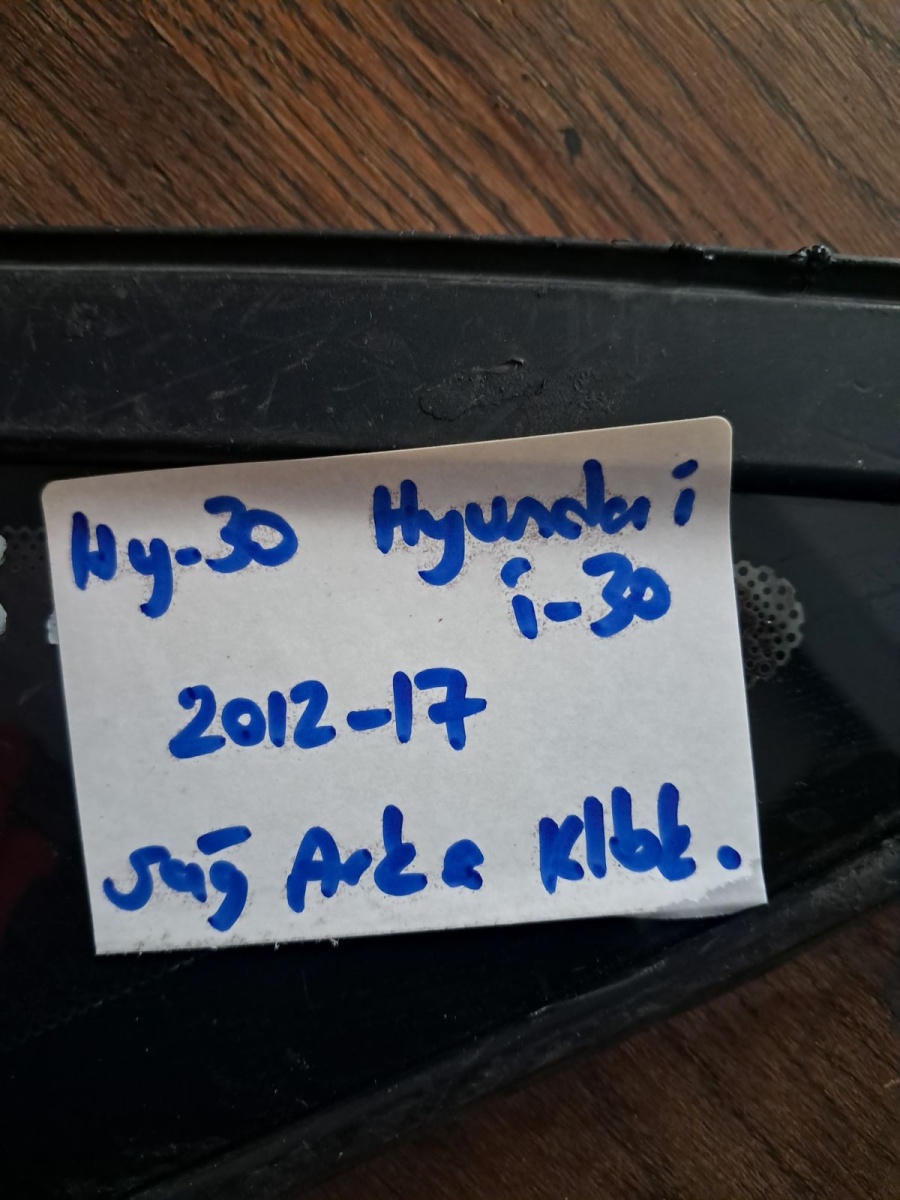 Hy-30 Hyundai
i-30
2012-17
Sağ Arka Klbt.